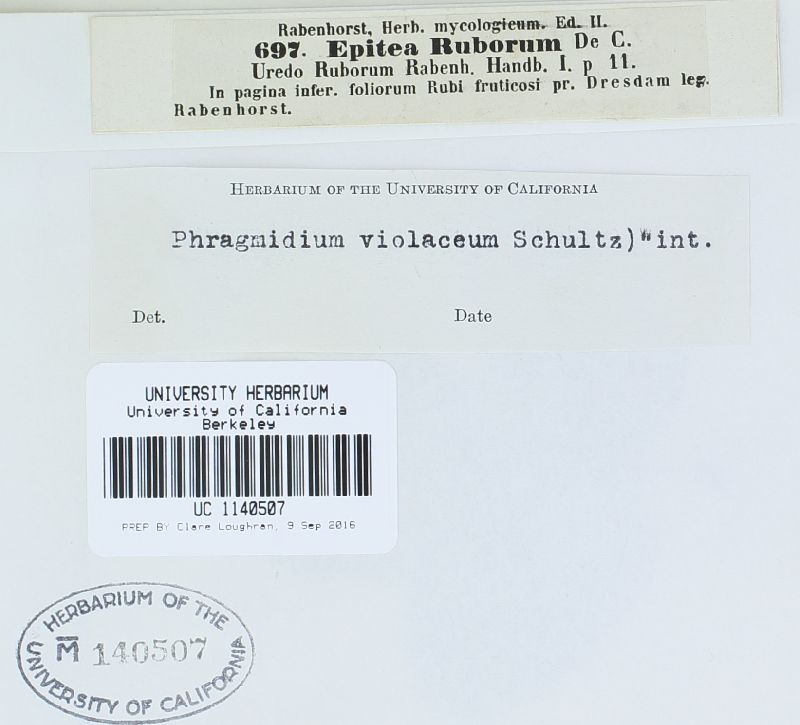 Rabenhorst, Herb. mycologicum. Ed. II.
697. Epitea Ruborum De C.
Uredo Ruborum Rabenh. Handb. I. p 11.
In pagina infer. foliorum Rubi fruticosi pr. Dresdam leg.
Rabenhorst.
HERBARIUM OF THE UNIVERSITY OF CALIFORNIA
Phragmidium violaceum Schultz)"int.
Det. Date
UNIVERSITY HERBARIUM
University of California
Berkeley
UC 1140507
PREP BY Clare Loughran, 9 Sep 2016
HERBARIUM OF THE
M 140507
UNIVERSITY OF CALIFORNIA